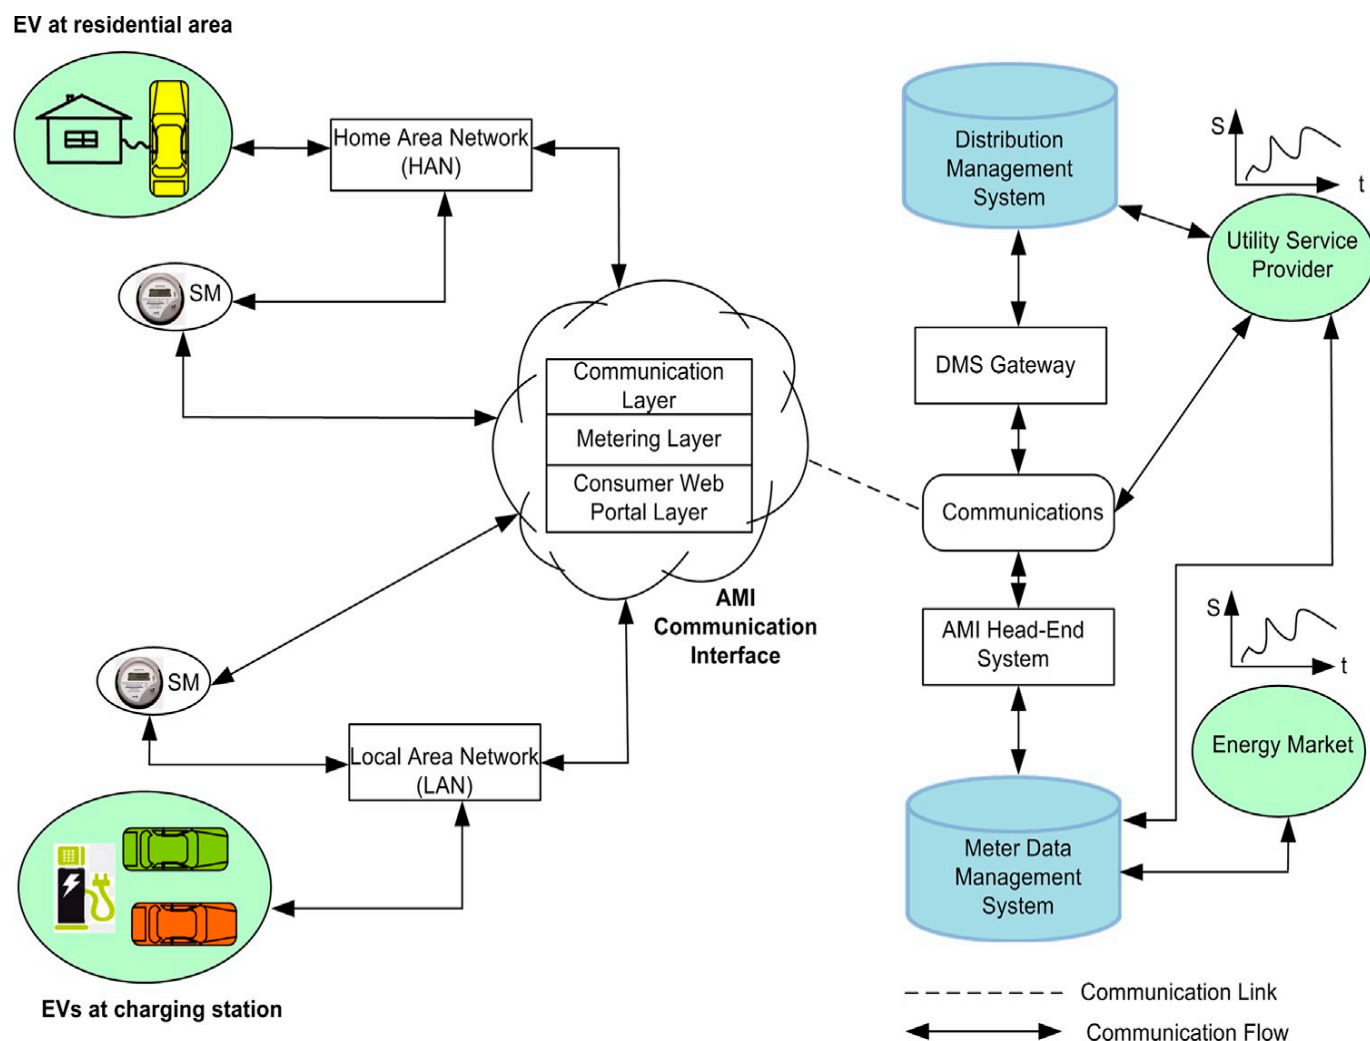 EV at residential area
Home Area Network
(HAN)
SM
Communication
Layer
Metering Layer
Consumer Web
Portal Layer
AMI
Communication
Interface
SM
Local Area Network
(LAN)
EVs at charging station
Distribution
Management
System
S
t
Utility Service
Provider
DMS Gateway
Communications
AMI Head-End
System
S
t
Energy Market
Meter Data
Management
System
Communication Link
Communication Flow